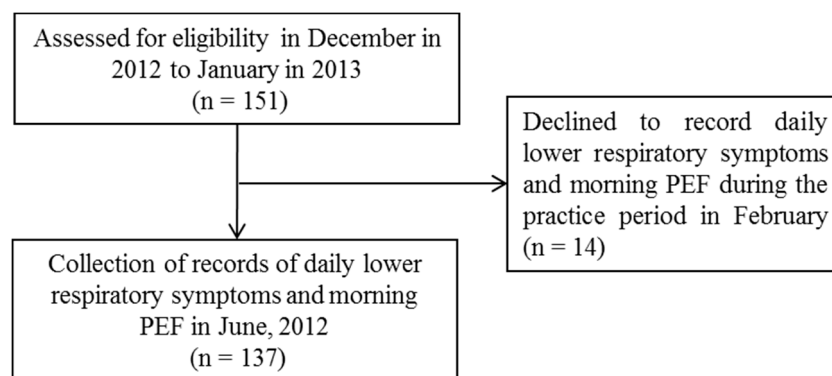 Assessed for eligibility in December in
2012 to January in 2013
(n = 151)
Declined to record daily
lower respiratory symptoms
and morning PEF during the
practice period in February
(n = 14)
Collection of records of daily lower
respiratory symptoms and morning
PEF in June, 2012
(n = 137)